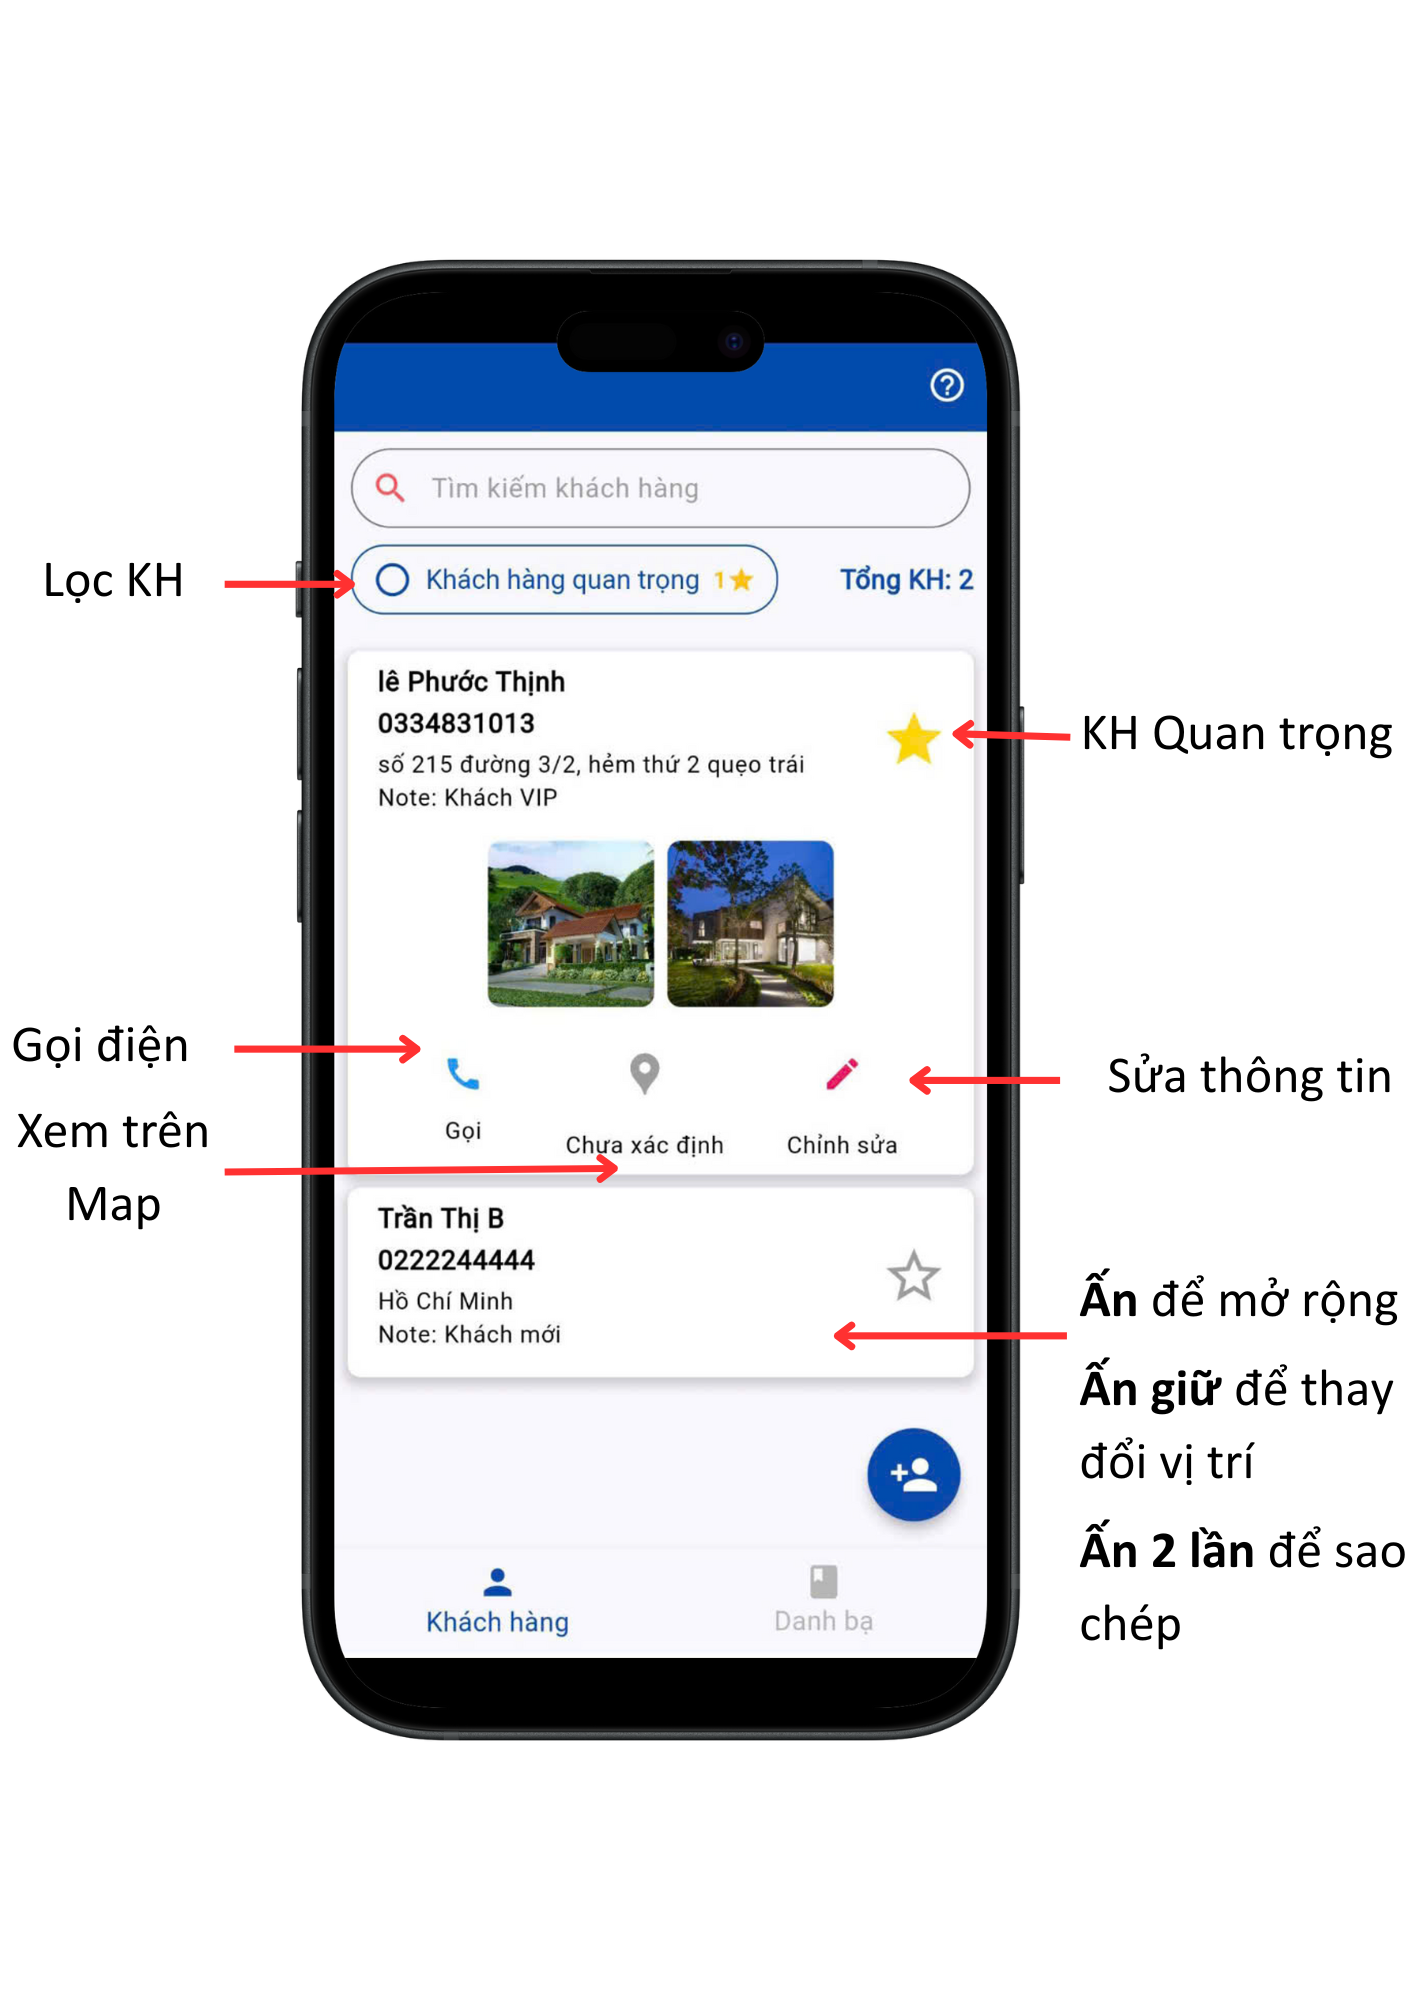 Tìm kiếm khách hàng
Lọc KH
Khách hàng quan trọng 1
Tổng KH: 2
lê Phước Thịnh
0334831013
số 215 đường 3/2, hẻm thứ 2 quẹo trái
Note: Khách VIP
KH Quan trọng
Gọi điện
Xem trên
Map
Gọi
Chưa xác định
Chỉnh sửa
Sửa thông tin
Trần Thị B
0222244444
Hồ Chí Minh
Note: Khách mới
Ấn để mở rộng
Ấn giữ để thay
đổi vị trí
Ấn 2 lần để sao
chép
Khách hàng
Danh bạ